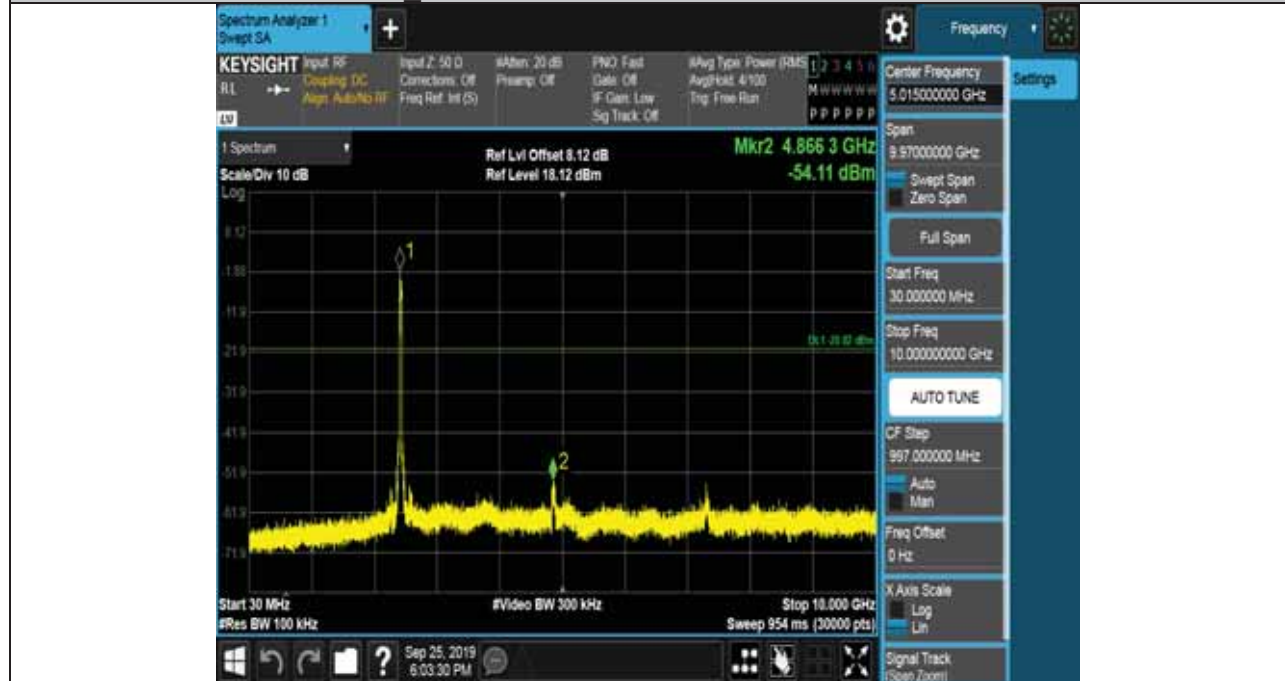 Spectrum Analyzer 1
Swept SA
+
Frequency
KEYSIGHT
RL
LV
Input: RF
Coupling: DC
Align: Auto/No RF
Input Z: 50 Ω
Corrections: Off
Freq Ref: Int (S)
#Atten: 20 dB
Preamp: Off
PNO: Fast
Gate: Off
IF Gain: Low
Sig Track: Off
#Avg Type: Power (RMS
Avg|Hold: 4/100
Trig: Free Run
1 2 3 4 5 6
M W W W W W
P P P P P P
1 Spectrum
Scale/Div 10 dB
Log
Ref Lvl Offset 8.12 dB
Ref Level 18.12 dBm
Mkr2 4.866 3 GHz
-54.11 dBm
8.12
-1.88
-11.9
-21.9
-31.9
-41.9
-51.9
-61.9
-71.9
1
2
Start 30 MHz
#Res BW 100 kHz
#Video BW 300 kHz
Stop 10.000 GHz
Sweep 954 ms (30000 pts)
?
Sep 25, 2019
6:03:30 PM
Center Frequency
5.015000000 GHz
Settings
Span
9.97000000 GHz
Swept Span
Zero Span
Full Span
Start Freq
30.000000 MHz
Stop Freq
10.000000000 GHz
AUTO TUNE
CF Step
997.000000 MHz
Auto
Man
Freq Offset
0 Hz
X Axis Scale
Log
Lin
Signal Track
(Span Zoom)